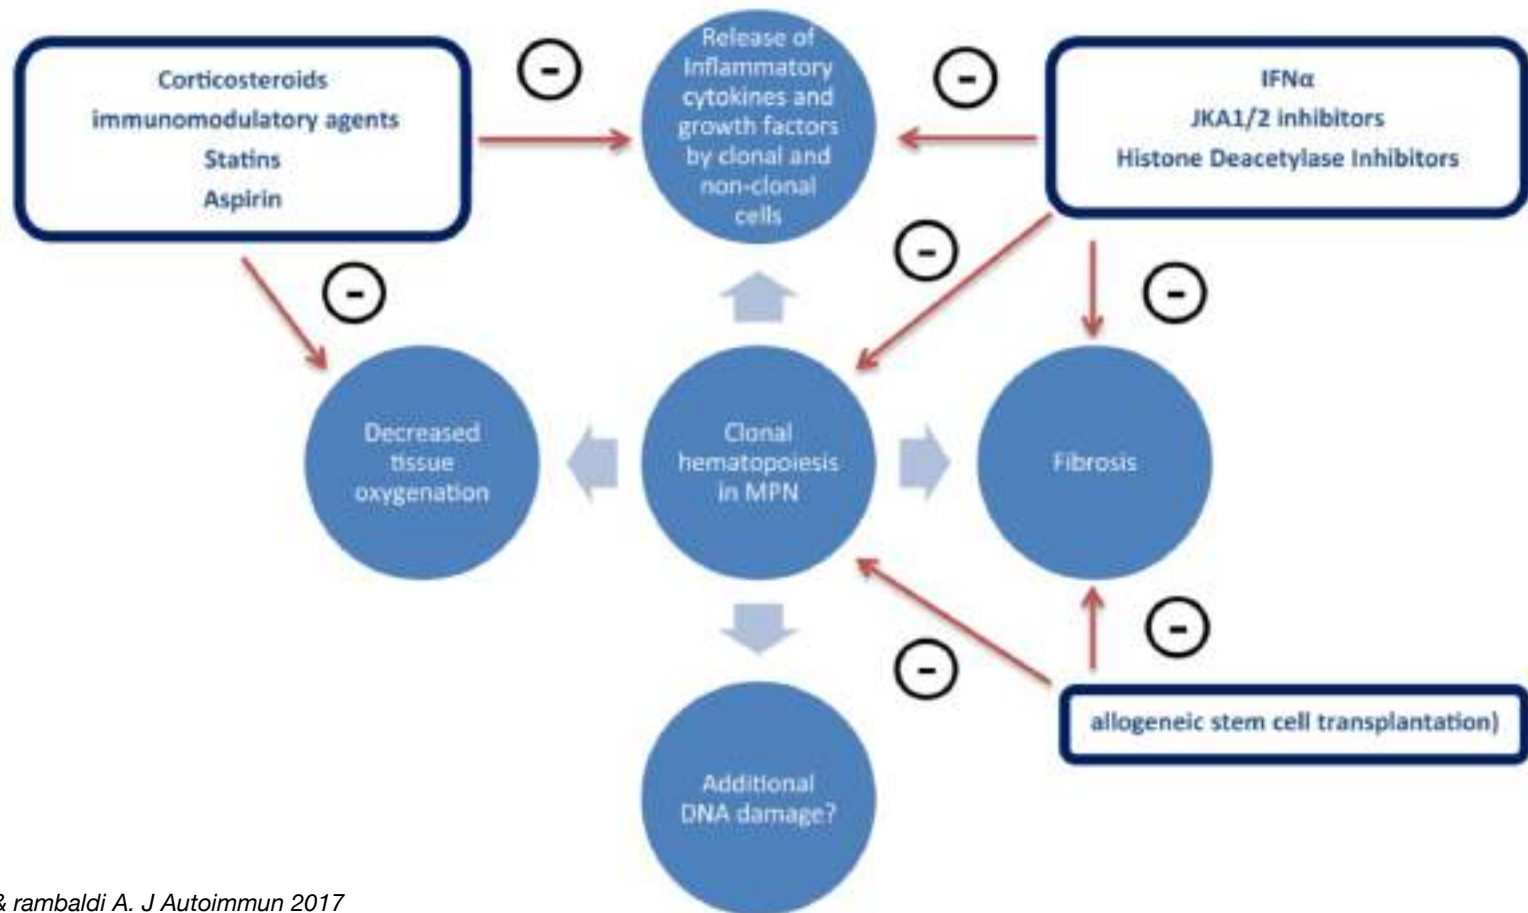 Corticosteroids
immunomodulatory agents
Statins
Aspirin
-
Release of
Inflammatory
cytokines and
growth factors
by clonal and
non-clonal
cells
-
IFNα
JKA1/2 inhibitors
Histone Deacetylase Inhibitors
-
-
-
Decreased
tissue
oxygenation
Clonal
hematopoiesis
in MPN
Fibrosis
-
-
allogeneic stem cell transplantation)
Additional
DNA damage?
& rambaldi A. J Autoimmun 2017